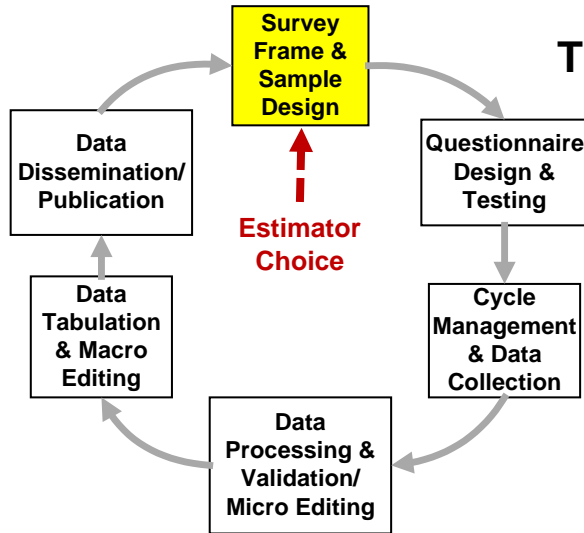 Survey
Frame &
Sample
Design
T
Questionnaire
Design &
Testing
Cycle
Management
& Data
Collection
Data
Processing &
Validation/
Micro Editing
Data
Tabulation
& Macro
Editing
Data
Dissemination/
Publication
Estimator
Choice